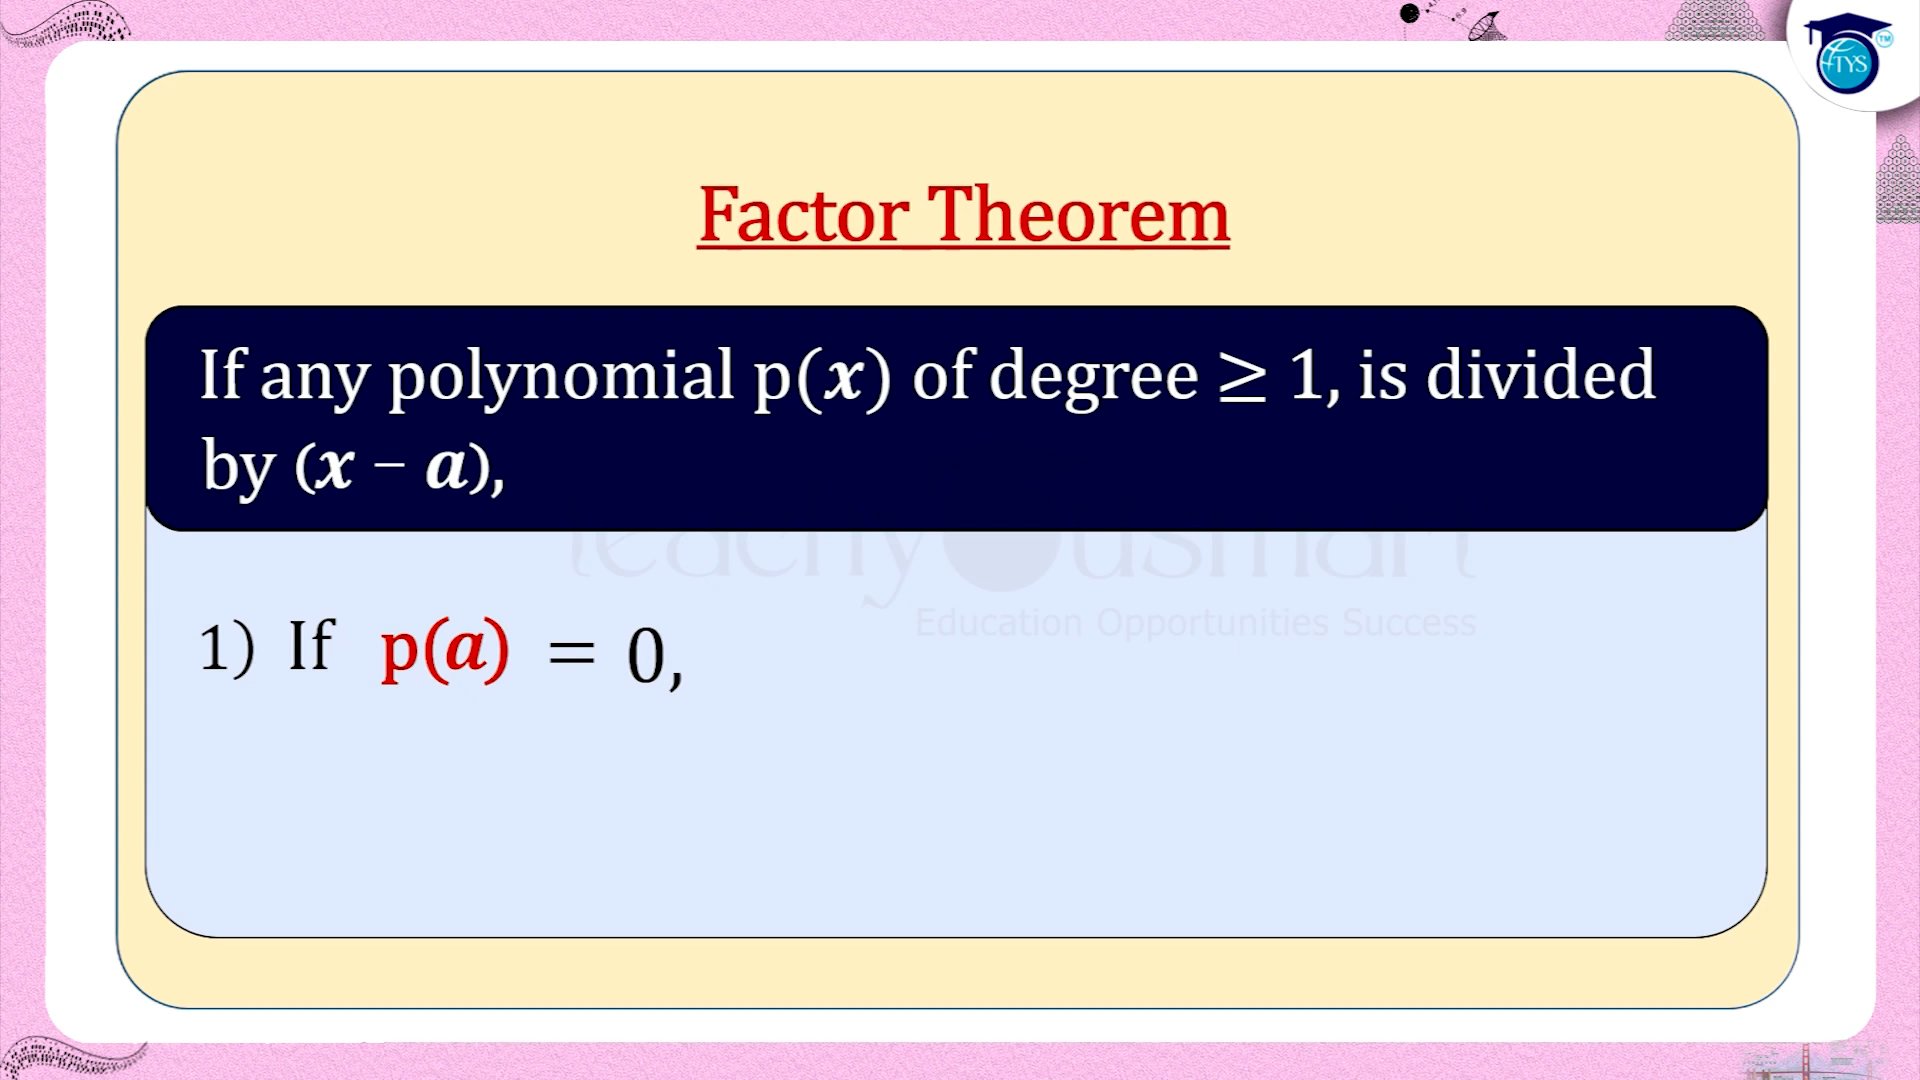 TYS
TM
Factor Theorem
If any polynomial p(x) of degree ≥ 1, is divided
by (x − a),
teachyousmart
Education Opportunities Success
1) If p(a) = 0,